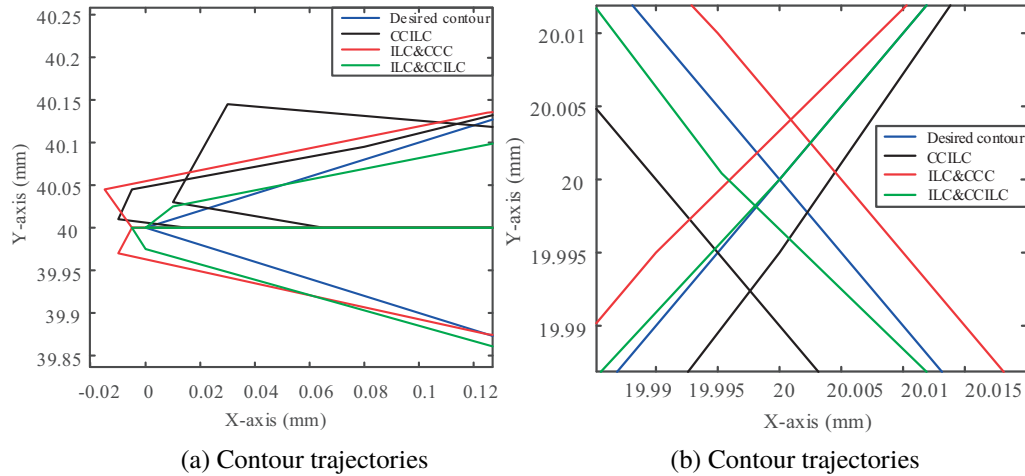 40.25
40.2
40.15
40.1
40.05
40
39.95
39.9
39.85
Y-axis (mm)
-0.02
0
0.02
0.04
0.06
0.08
0.1
0.12
X-axis (mm)
Desired contour
CCILC
ILC&CCC
ILC&CCILC
(a) Contour trajectories
20.01
20.005
20
19.995
19.99
Y-axis (mm)
19.99
19.995
20
20.005
20.01
20.015
X-axis (mm)
Desired contour
CCILC
ILC&CCC
ILC&CCILC
(b) Contour trajectories